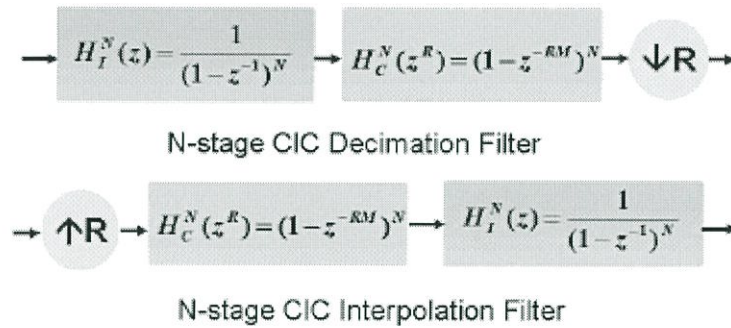 H_I^N(z) = 1/(1-z^{-1})^N H_C^N(z^R) = (1-z^{-RM})^N ↓R
N-stage CIC Decimation Filter
↑R H_C^N(z^R) = (1-z^{-RM})^N H_I^N(z) = 1/(1-z^{-1})^N
N-stage CIC Interpolation Filter